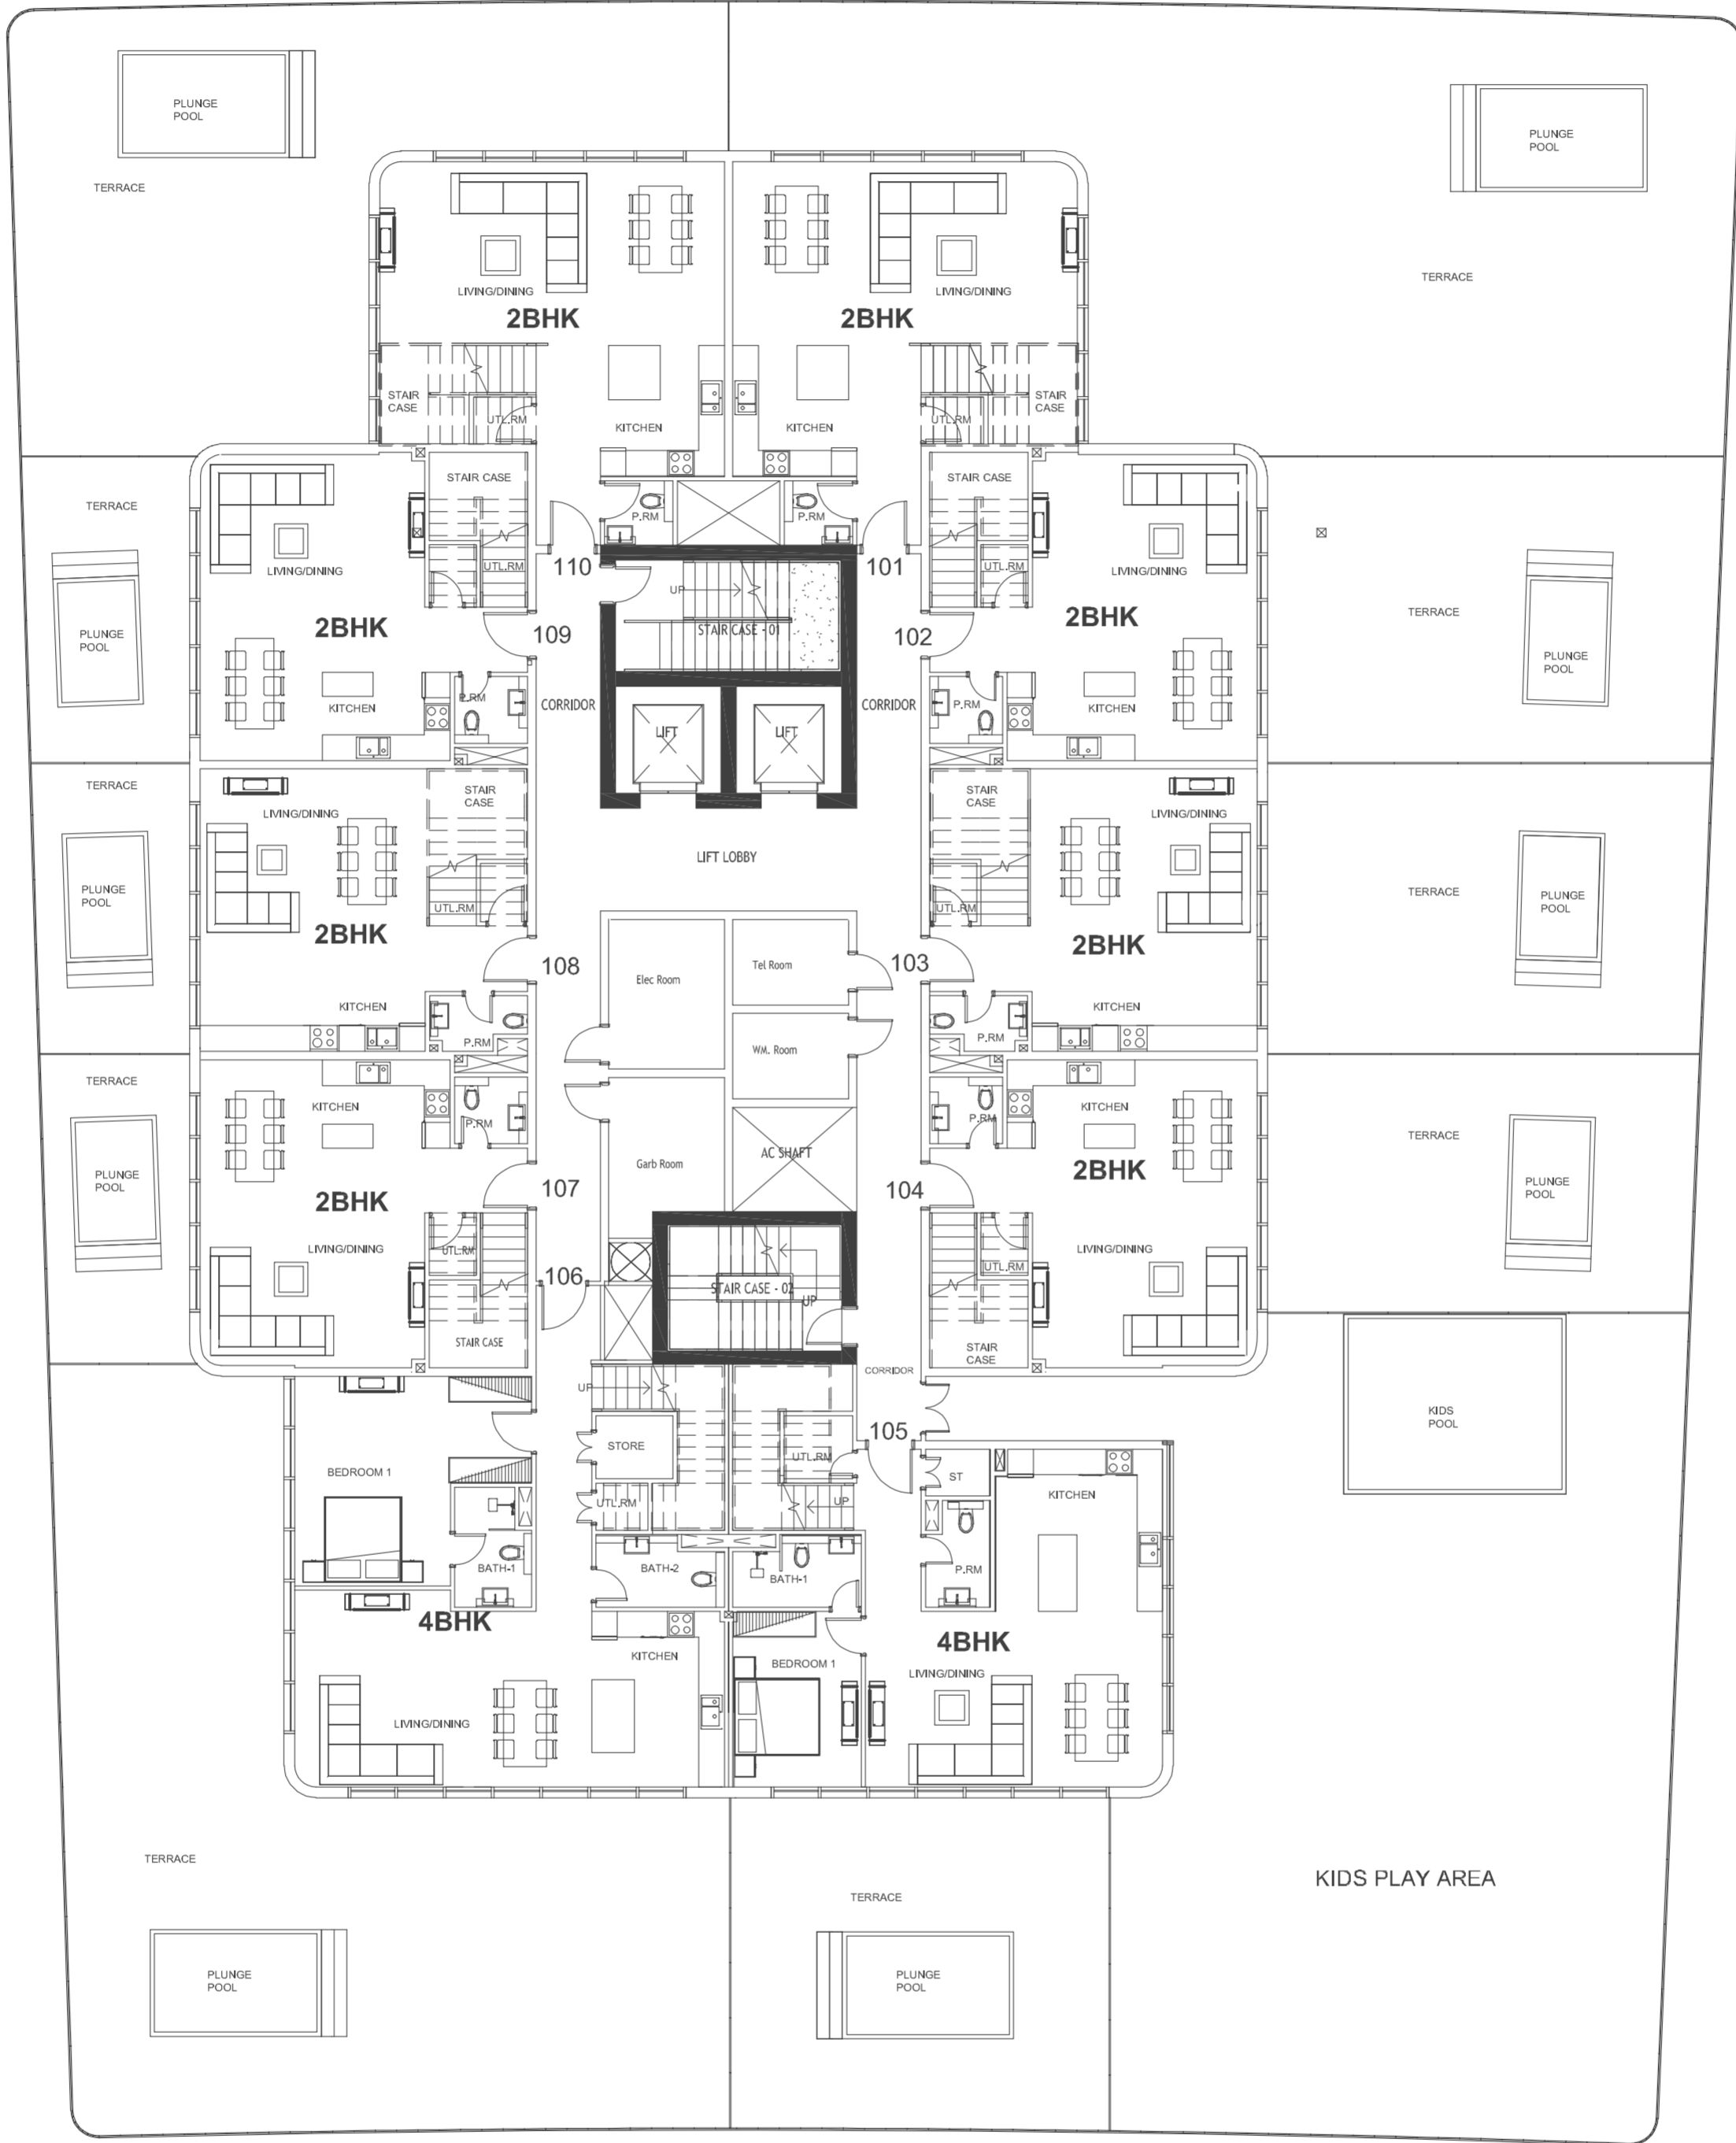 PLUNGE
POOL
TERRACE
PLUNGE
POOL
TERRACE
LIVING/DINING
2BHK
LIVING/DINING
2BHK
STAIR
CASE
UTL.RM
KITCHEN
KITCHEN
UTL.RM
STAIR
CASE
TERRACE
STAIR CASE
P.RM
P.RM
STAIR CASE
LIVING/DINING
UTL.RM
110
101
UTL.RM
LIVING/DINING
UP
STAIR CASE - 01
PLUNGE
POOL
2BHK
109
102
2BHK
TERRACE
PLUNGE
POOL
P.RM
KITCHEN
CORRIDOR
CORRIDOR
P.RM
KITCHEN
LIFT
LIFT
TERRACE
LIVING/DINING
STAIR
CASE
STAIR
CASE
LIVING/DINING
LIFT LOBBY
PLUNGE
POOL
UTL.RM
UTL.RM
TERRACE
PLUNGE
POOL
2BHK
108
Elec Room
Tel Room
103
2BHK
KITCHEN
P.RM
WM. Room
P.RM
KITCHEN
TERRACE
KITCHEN
P.RM
P.RM
KITCHEN
TERRACE
PLUNGE
POOL
2BHK
107
Garb Room
AC SHAFT
104
2BHK
PLUNGE
POOL
LIVING/DINING
UTL.RM
106
STAIR CASE - 02
UP
UTL.RM
LIVING/DINING
STAIR CASE
STAIR
CASE
CORRIDOR
UP
STORE
105
KIDS
POOL
BEDROOM 1
UTL.RM
ST
KITCHEN
UTL.RM
UP
BATH-1
BATH-2
BATH-1
P.RM
4BHK
KITCHEN
BEDROOM 1
4BHK
LIVING/DINING
LIVING/DINING
TERRACE
TERRACE
KIDS PLAY AREA
PLUNGE
POOL
PLUNGE
POOL